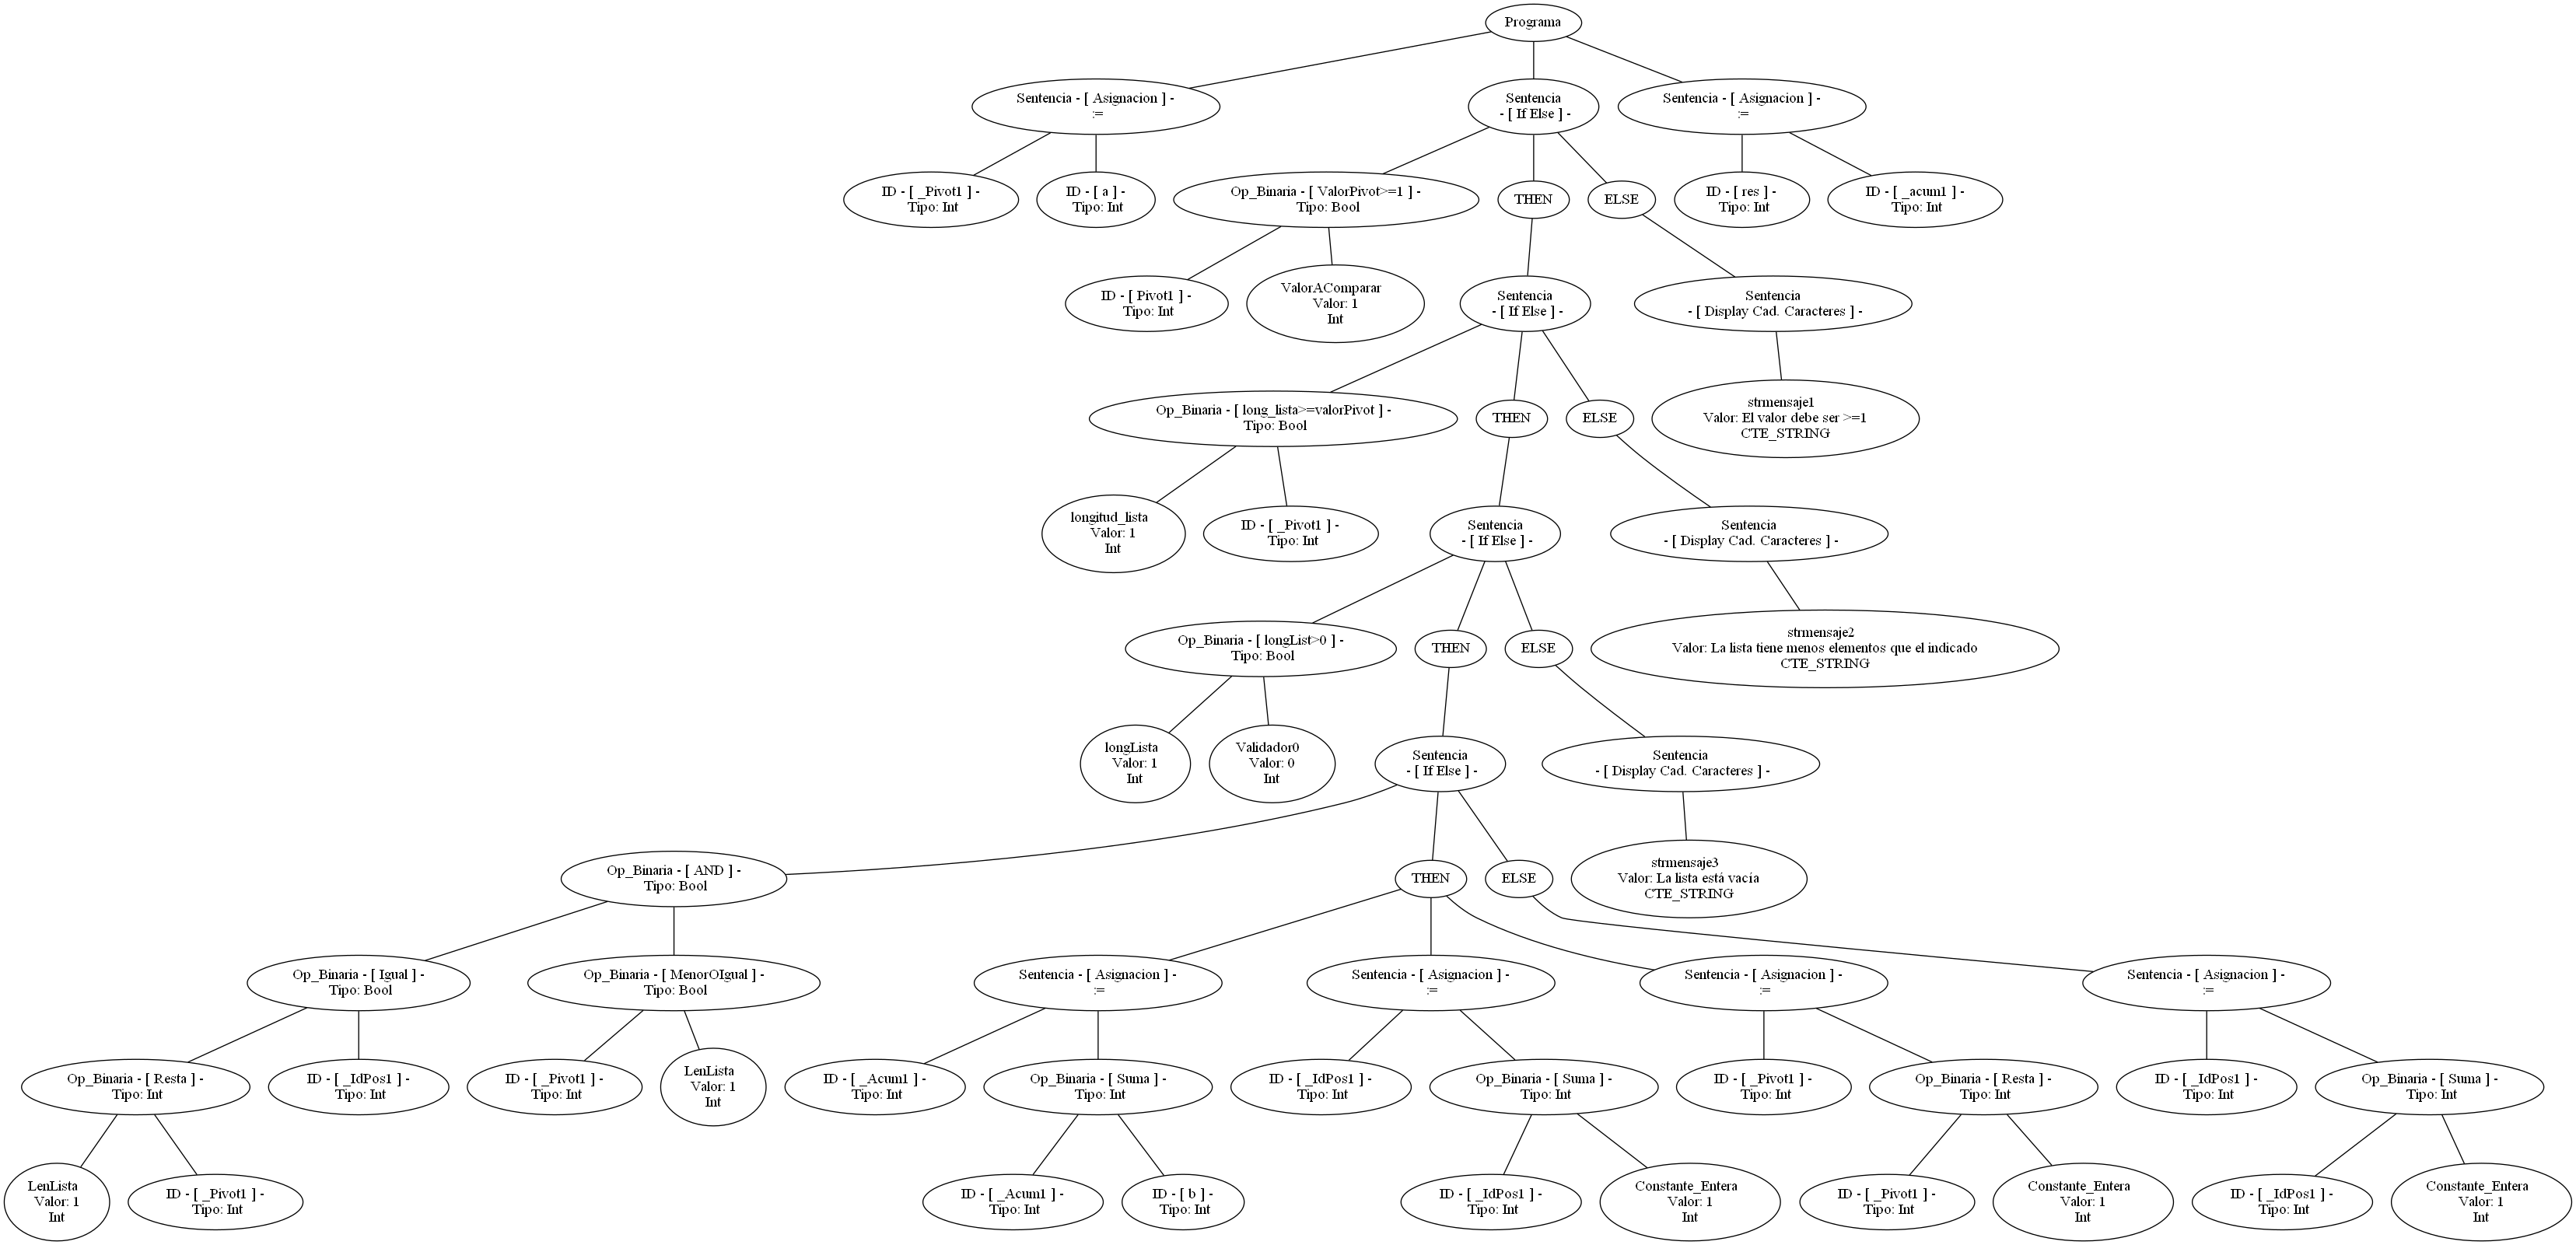 Programa
Sentencia - [ Asignacion ] -
:=
Sentencia
- [ If Else ] -
Sentencia - [ Asignacion ] -
:=
ID - [ _Pivot1 ] -
Tipo: Int
ID - [ a ] -
Tipo: Int
Op_Binaria - [ ValorPivot>=1 ] -
Tipo: Bool
THEN
ELSE
ID - [ res ] -
Tipo: Int
ID - [ _acum1 ] -
Tipo: Int
ID - [ Pivot1 ] -
Tipo: Int
ValorAComparar
Valor: 1
Int
Sentencia
- [ If Else ] -
Sentencia
- [ Display Cad. Caracteres ] -
Op_Binaria - [ long_lista>=valorPivot ] -
Tipo: Bool
THEN
ELSE
strmensaje1
Valor: El valor debe ser >=1
CTE_STRING
longitud_lista
Valor: 1
Int
ID - [ _Pivot1 ] -
Tipo: Int
Sentencia
- [ If Else ] -
Sentencia
- [ Display Cad. Caracteres ] -
Op_Binaria - [ longList>0 ] -
Tipo: Bool
THEN
ELSE
strmensaje2
Valor: La lista tiene menos elementos que el indicado
CTE_STRING
longLista
Valor: 1
Int
Validador0
Valor: 0
Int
Sentencia
- [ If Else ] -
Sentencia
- [ Display Cad. Caracteres ] -
Op_Binaria - [ AND ] -
Tipo: Bool
THEN
ELSE
strmensaje3
Valor: La lista está vacía
CTE_STRING
Op_Binaria - [ Igual ] -
Tipo: Bool
Op_Binaria - [ MenorOIgual ] -
Tipo: Bool
Sentencia - [ Asignacion ] -
:=
Sentencia - [ Asignacion ] -
:=
Sentencia - [ Asignacion ] -
:=
Sentencia - [ Asignacion ] -
:=
Op_Binaria - [ Resta ] -
Tipo: Int
ID - [ _IdPos1 ] -
Tipo: Int
ID - [ _Pivot1 ] -
Tipo: Int
LenLista
Valor: 1
Int
ID - [ _Acum1 ] -
Tipo: Int
Op_Binaria - [ Suma ] -
Tipo: Int
ID - [ _IdPos1 ] -
Tipo: Int
Op_Binaria - [ Suma ] -
Tipo: Int
ID - [ _Pivot1 ] -
Tipo: Int
Op_Binaria - [ Resta ] -
Tipo: Int
ID - [ _IdPos1 ] -
Tipo: Int
Op_Binaria - [ Suma ] -
Tipo: Int
LenLista
Valor: 1
Int
ID - [ _Pivot1 ] -
Tipo: Int
ID - [ _Acum1 ] -
Tipo: Int
ID - [ b ] -
Tipo: Int
ID - [ _IdPos1 ] -
Tipo: Int
Constante_Entera
Valor: 1
Int
ID - [ _Pivot1 ] -
Tipo: Int
Constante_Entera
Valor: 1
Int
ID - [ _IdPos1 ] -
Tipo: Int
Constante_Entera
Valor: 1
Int